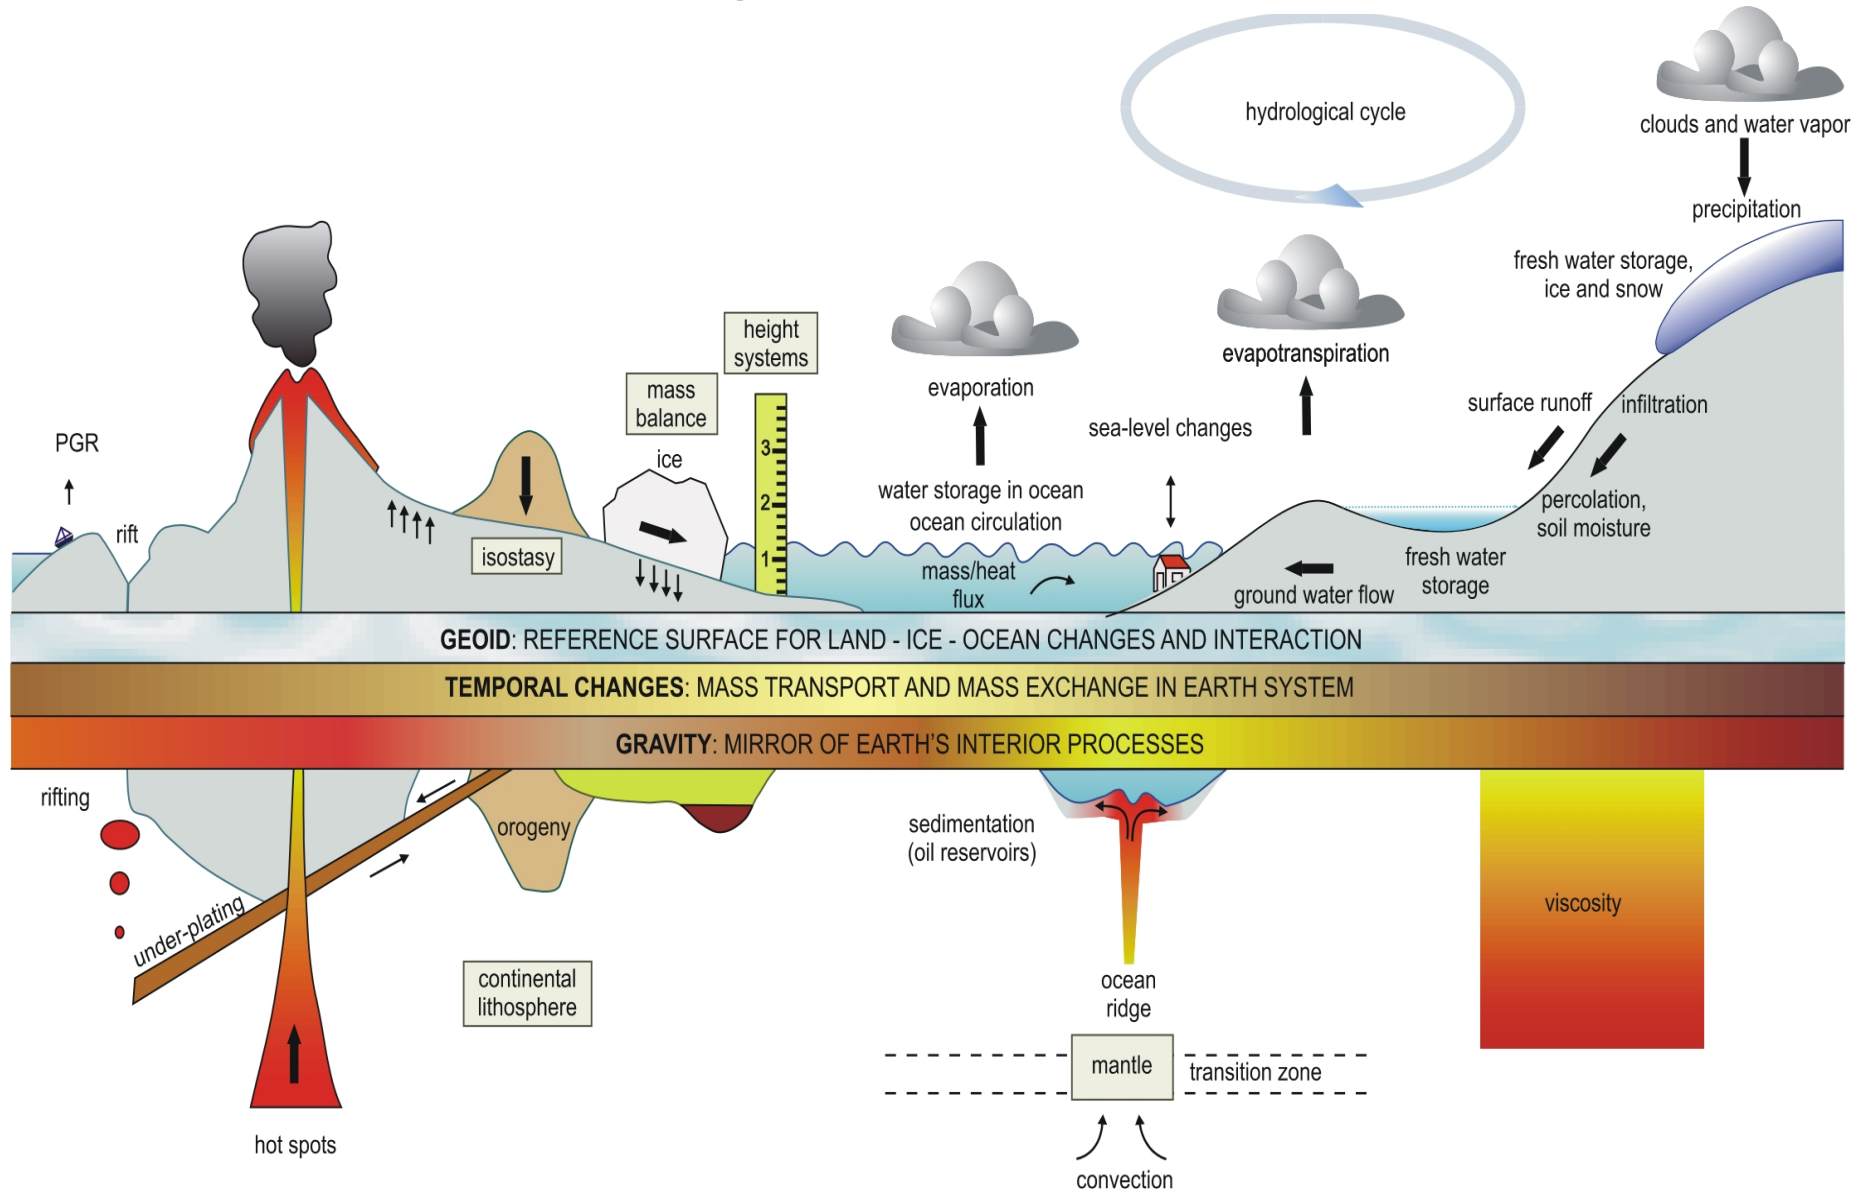 hydrological cycle
clouds and water vapor
precipitation
fresh water storage,
ice and snow
height
systems
evapotranspiration
mass
balance
evaporation
surface runoff
infiltration
sea-level changes
PGR
3
ice
water storage in ocean
ocean circulation
2
percolation,
soil moisture
rift
isostasy
1
mass/heat
flux
fresh water
storage
ground water flow
GEOID: REFERENCE SURFACE FOR LAND - ICE - OCEAN CHANGES AND INTERACTION
TEMPORAL CHANGES: MASS TRANSPORT AND MASS EXCHANGE IN EARTH SYSTEM
GRAVITY: MIRROR OF EARTH'S INTERIOR PROCESSES
rifting
orogeny
sedimentation
(oil reservoirs)
under-plating
viscosity
continental
lithosphere
ocean
ridge
mantle
transition zone
hot spots
convection